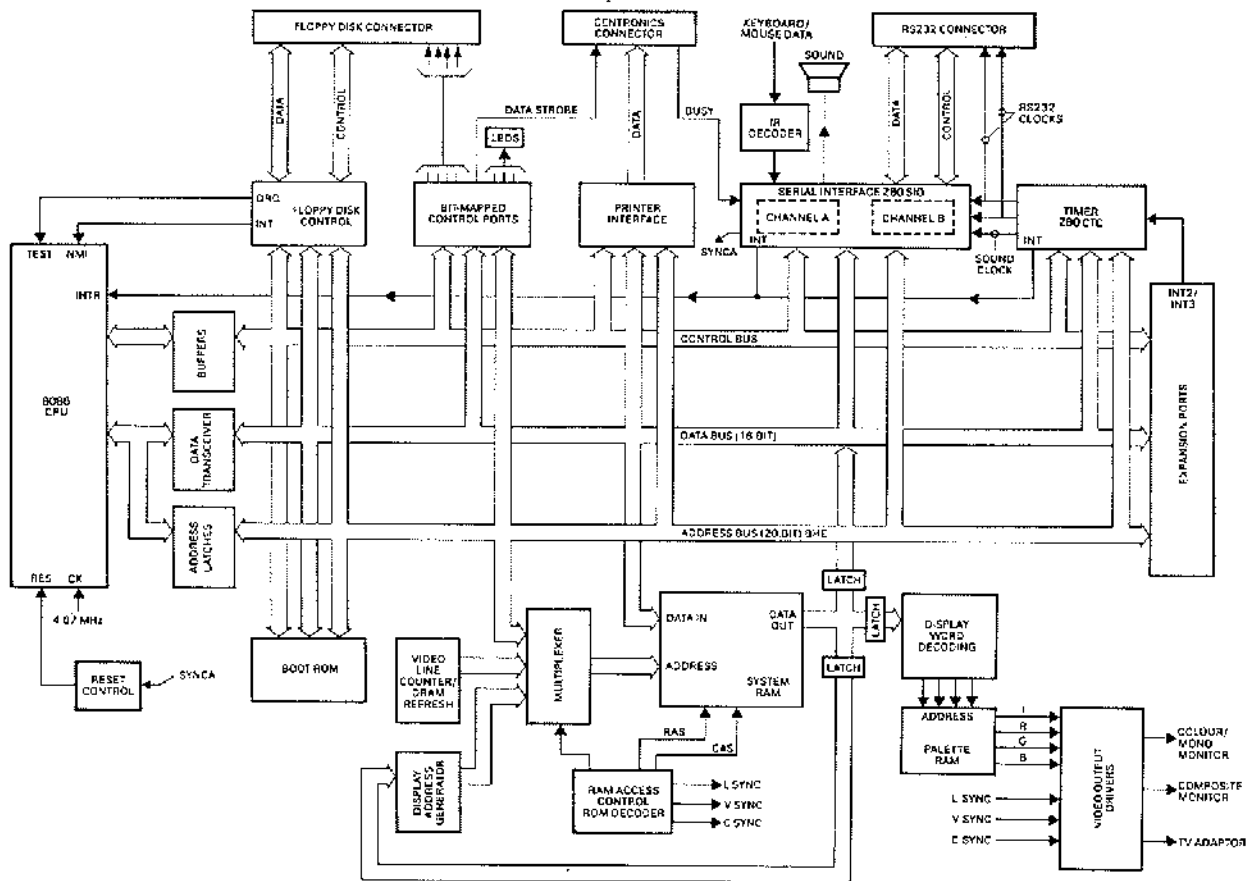 FLOPPY DISK CONNECTOR
CENTRONICS
CONNECTOR
KEYBOARD/
MOUSE DATA
SOUND
RS232 CONNECTOR
DATA
CONTROL
DATA STROBE
LEDS
DATA
BUSY
IR
DECODER
DATA
CONTROL
RS232
CLOCKS
DRQ
INT
FLOPPY DISK
CONTROL
BIT-MAPPED
CONTROL PORTS
PRINTER
INTERFACE
SERIAL INTERFACE Z80 SIO
CHANNEL A
CHANNEL B
INT
SYNCA
TIMER
Z80 CTC
INT
SOUND
CLOCK
TEST
NMI
INTR
8086
CPU
RES
CK
BUFFERS
CONTROL BUS
INT2/
INT3
EXPANSION PORTS
DATA
TRANSCEIVER
DATA BUS (16-BIT)
ADDRESS
LATCHES
ADDRESS BUS (20-BIT) BHE
4.67 MHz
RESET
CONTROL
SYNCA
BOOT ROM
VIDEO
LINE
COUNTER/
DRAM
REFRESH
MULTIPLEXER
DATA IN
DATA
OUT
ADDRESS
SYSTEM
RAM
LATCH
LATCH
LATCH
DISPLAY
WORD
DECODING
DISPLAY
ADDRESS
GENERATOR
RAS
CAS
RAM ACCESS
CONTROL
ROM DECODER
L SYNC
V SYNC
C SYNC
ADDRESS
PALETTE
RAM
I
R
G
B
L SYNC
V SYNC
C SYNC
VIDEO OUTPUT
DRIVERS
COLOUR/
MONO
MONITOR
COMPOSITE
MONITOR
TV ADAPTOR